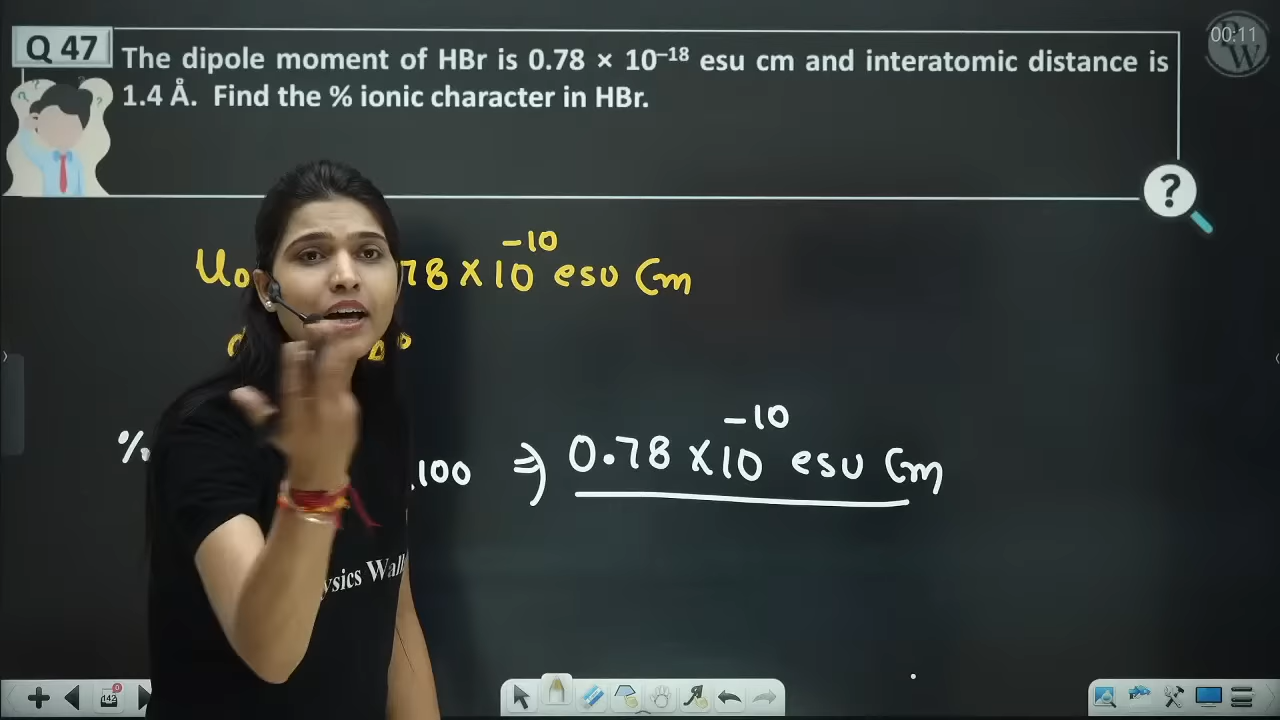 Q 47
The dipole moment of HBr is 0.78 × 10⁻¹⁸ esu cm and interatomic distance is
1.4 Å. Find the % ionic character in HBr.
00:11
PW
?
78 × 10⁻¹⁰ esu Cm
%
100 ⇒ 0.78 × 10⁻¹⁰ esu Cm
ysics Wall